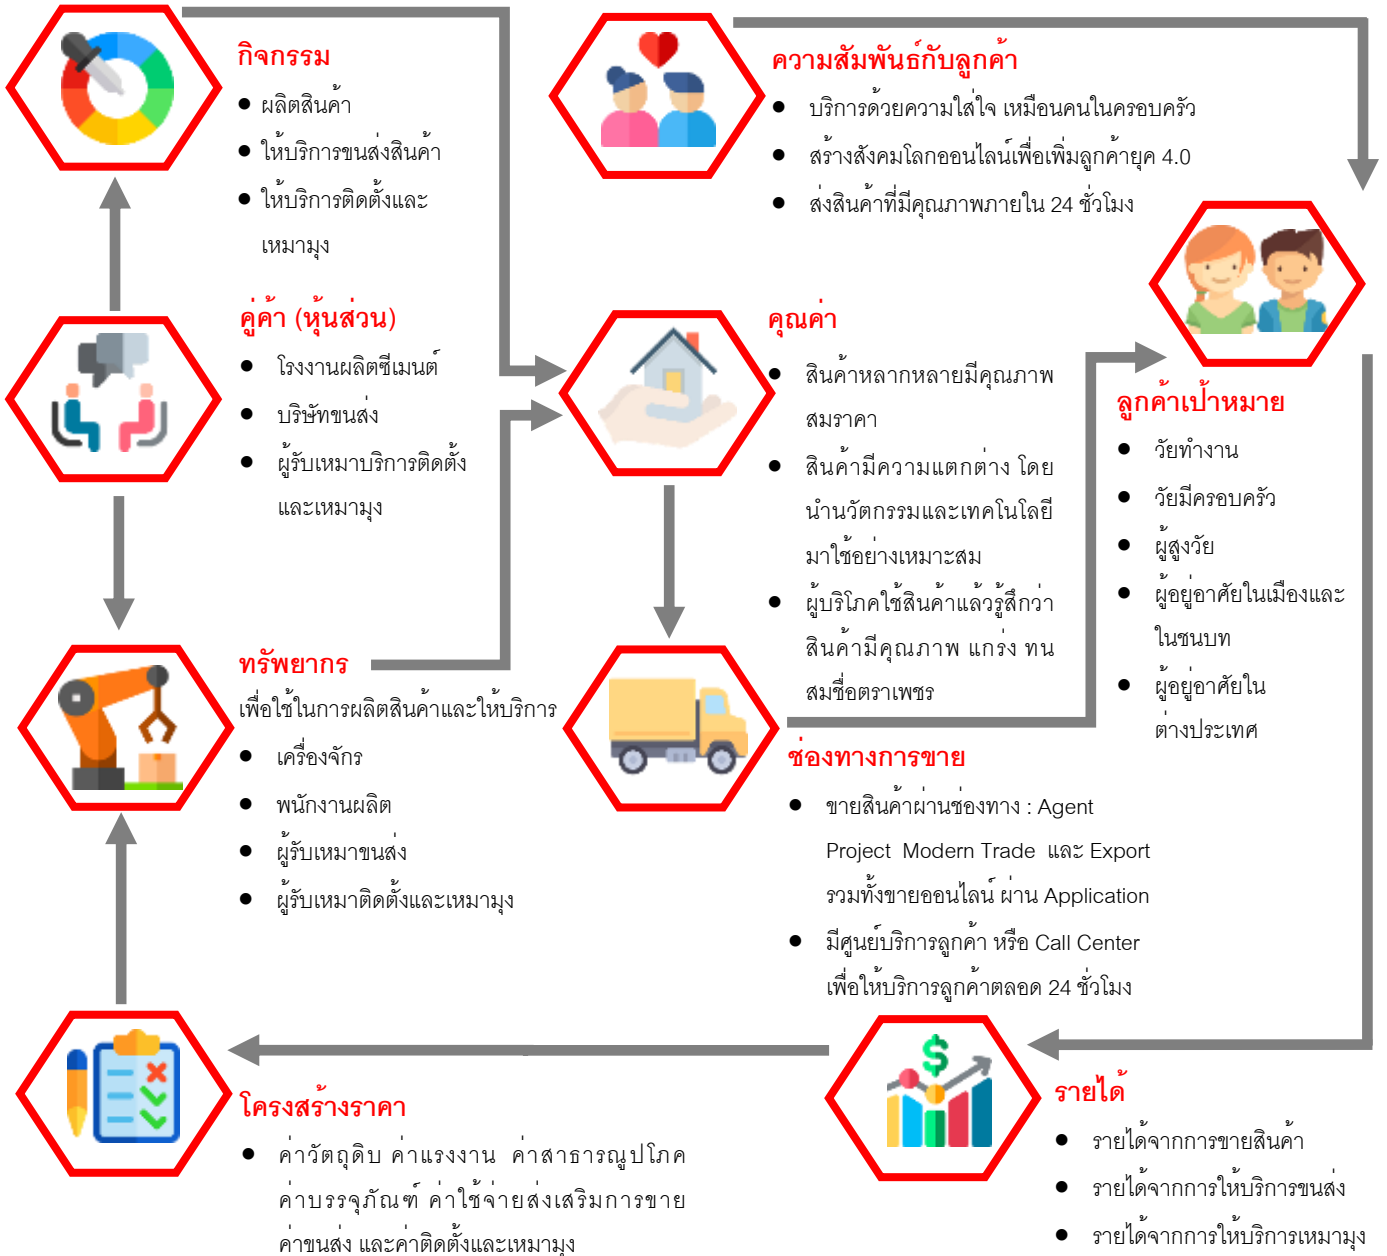 กิจกรรม
● ผลิตสินค้า
● ให้บริการขนส่งสินค้า
● ให้บริการติดตั้งและ
เหมามุง
ความสัมพันธ์กับลูกค้า
● บริการด้วยความใส่ใจ เหมือนคนในครอบครัว
● สร้างสังคมโลกออนไลน์เพื่อเพิ่มลูกค้ายุค 4.0
● ส่งสินค้าที่มีคุณภาพภายใน 24 ชั่วโมง
คู่ค้า (หุ้นส่วน)
● โรงงานผลิตซีเมนต์
● บริษัทขนส่ง
● ผู้รับเหมาบริการติดตั้ง
และเหมามุง
คุณค่า
● สินค้าหลากหลายมีคุณภาพ
สมราคา
● สินค้ามีความแตกต่าง โดย
นำนวัตกรรมและเทคโนโลยี
มาใช้อย่างเหมาะสม
● ผู้บริโภคใช้สินค้าแล้วรู้สึกว่า
สินค้ามีคุณภาพ แกร่ง ทน
สมชื่อตราเพชร
ลูกค้าเป้าหมาย
● วัยทำงาน
● วัยมีครอบครัว
● ผู้สูงวัย
● ผู้อยู่อาศัยในเมืองและ
ในชนบท
● ผู้อยู่อาศัยใน
ต่างประเทศ
ทรัพยากร
เพื่อใช้ในการผลิตสินค้าและให้บริการ
● เครื่องจักร
● พนักงานผลิต
● ผู้รับเหมาขนส่ง
● ผู้รับเหมาติดตั้งและเหมามุง
ช่องทางการขาย
● ขายสินค้าผ่านช่องทาง : Agent
Project Modern Trade และ Export
รวมทั้งขายออนไลน์ ผ่าน Application
● มีศูนย์บริการลูกค้า หรือ Call Center
เพื่อให้บริการลูกค้าตลอด 24 ชั่วโมง
โครงสร้างราคา
● ค่าวัตถุดิบ ค่าแรงงาน ค่าสาธารณูปโภค
ค่าบรรจุภัณฑ์ ค่าใช้จ่ายส่งเสริมการขาย
ค่าขนส่ง และค่าติดตั้งและเหมามุง
รายได้
● รายได้จากการขายสินค้า
● รายได้จากการให้บริการขนส่ง
● รายได้จากการให้บริการเหมามุง